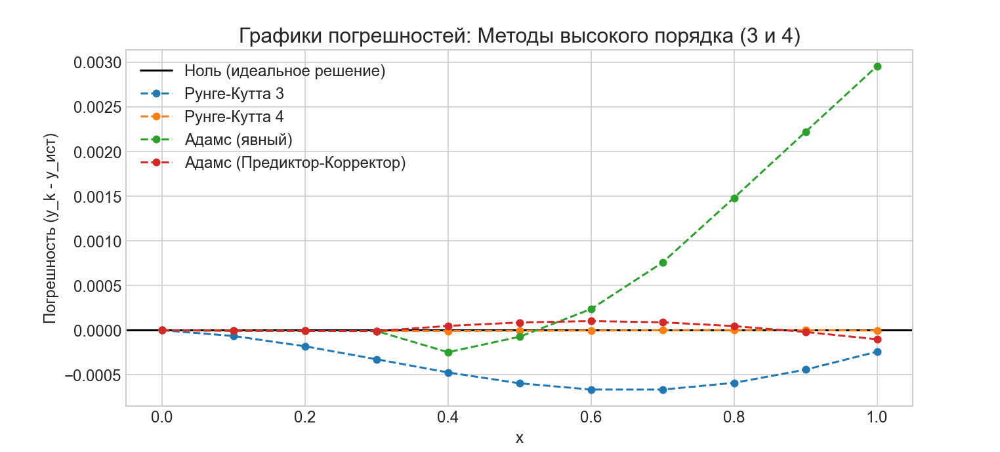 Графики погрешностей: Методы высокого порядка (3 и 4)
Ноль (идеальное решение)
Рунге-Кутта 3
Рунге-Кутта 4
Адамс (явный)
Адамс (Предиктор-Корректор)
Погрешность (y_k - y_ист)
0.0030
0.0025
0.0020
0.0015
0.0010
0.0005
0.0000
−0.0005
0.0 0.2 0.4 0.6 0.8 1.0
x